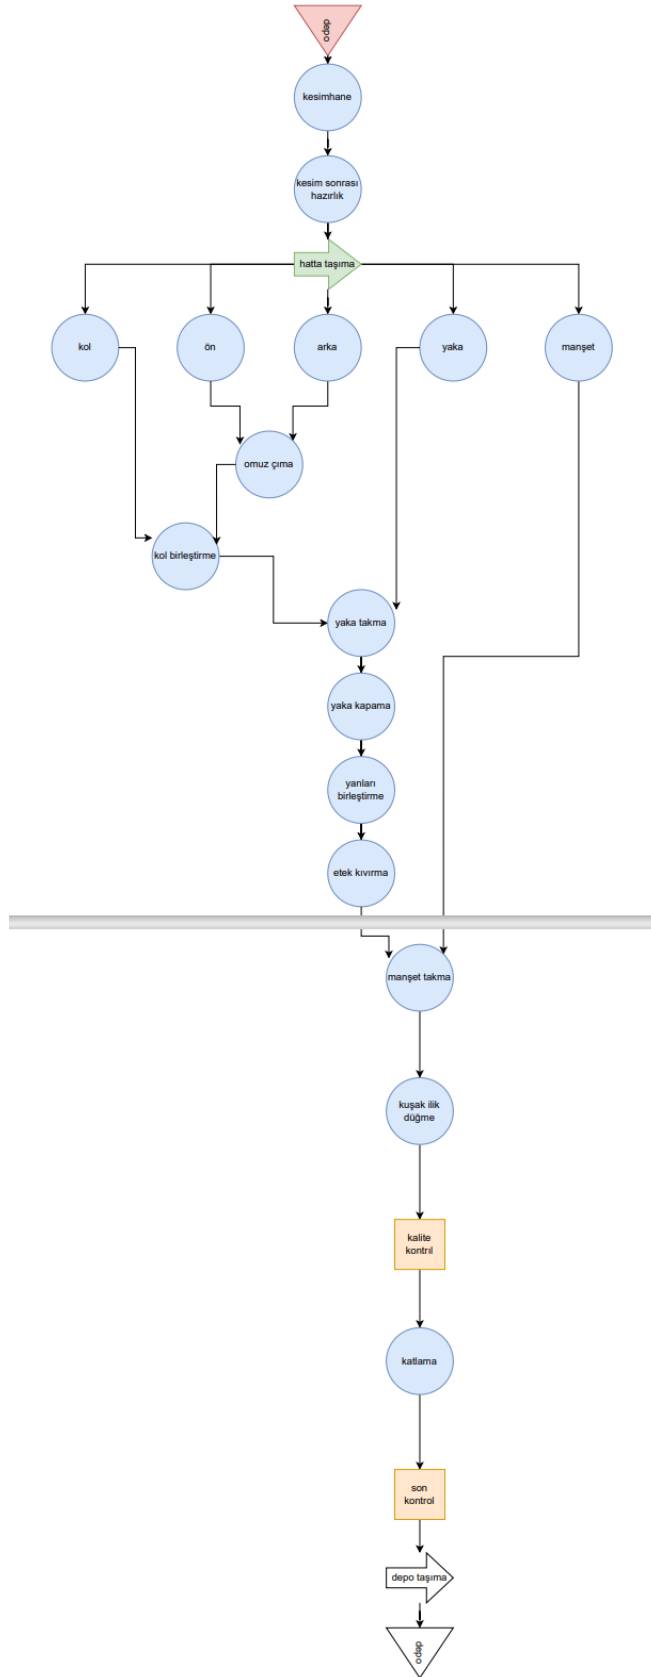 depo
kesimhane
kesim sonrası
hazırlık
hatta taşıma
kol
ön
arka
yaka
manşet
omuz çıma
kol birleştirme
yaka takma
yaka kapama
yanları
birleştirme
etek kıvırma
manşet takma
kuşak ilik
düğme
kalite
kontrıl
katlama
son
kontrol
depo taşıma
depo